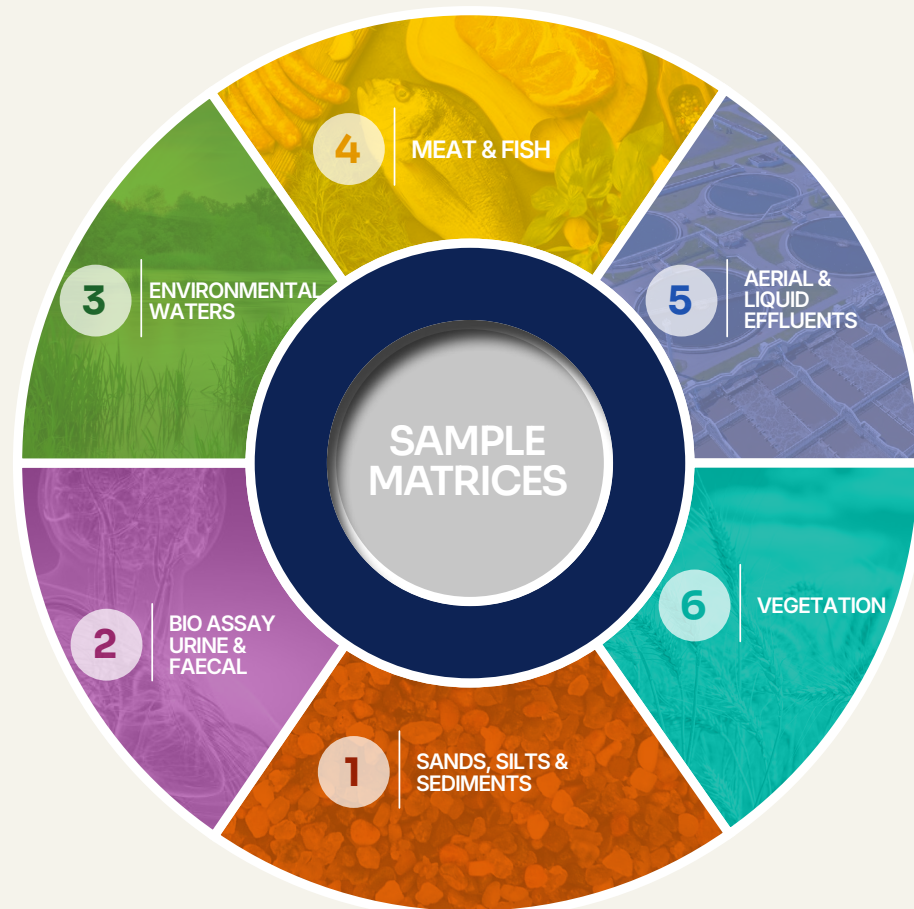 4
MEAT & FISH
3
ENVIRONMENTAL
WATERS
5
AERIAL &
LIQUID
EFFLUENTS
SAMPLE
MATRICES
2
BIO ASSAY
URINE &
FAECAL
6
VEGETATION
1
SANDS, SILTS &
SEDIMENTS